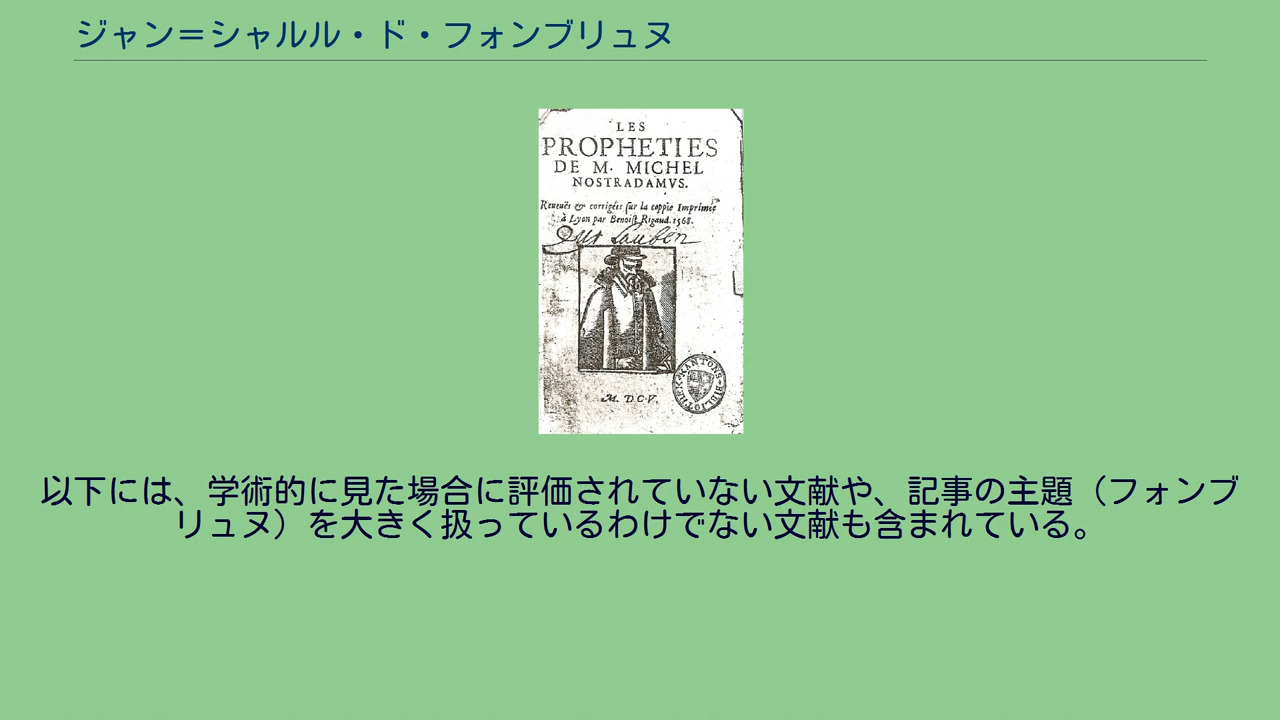 ジャン＝シャルル・ド・フォンブリュヌ
LES
PROPHETIES
DE M. MICHEL
NOSTRADAMVS.
Reueuës & corrigées ſur la coppie Imprimée
à Lyon par Benoiſt Rigaud. 1568.
M. DCV.
以下には、学術的に見た場合に評価されていない文献や、記事の主題（フォンブ
リュヌ）を大きく扱っているわけでない文献も含まれている。